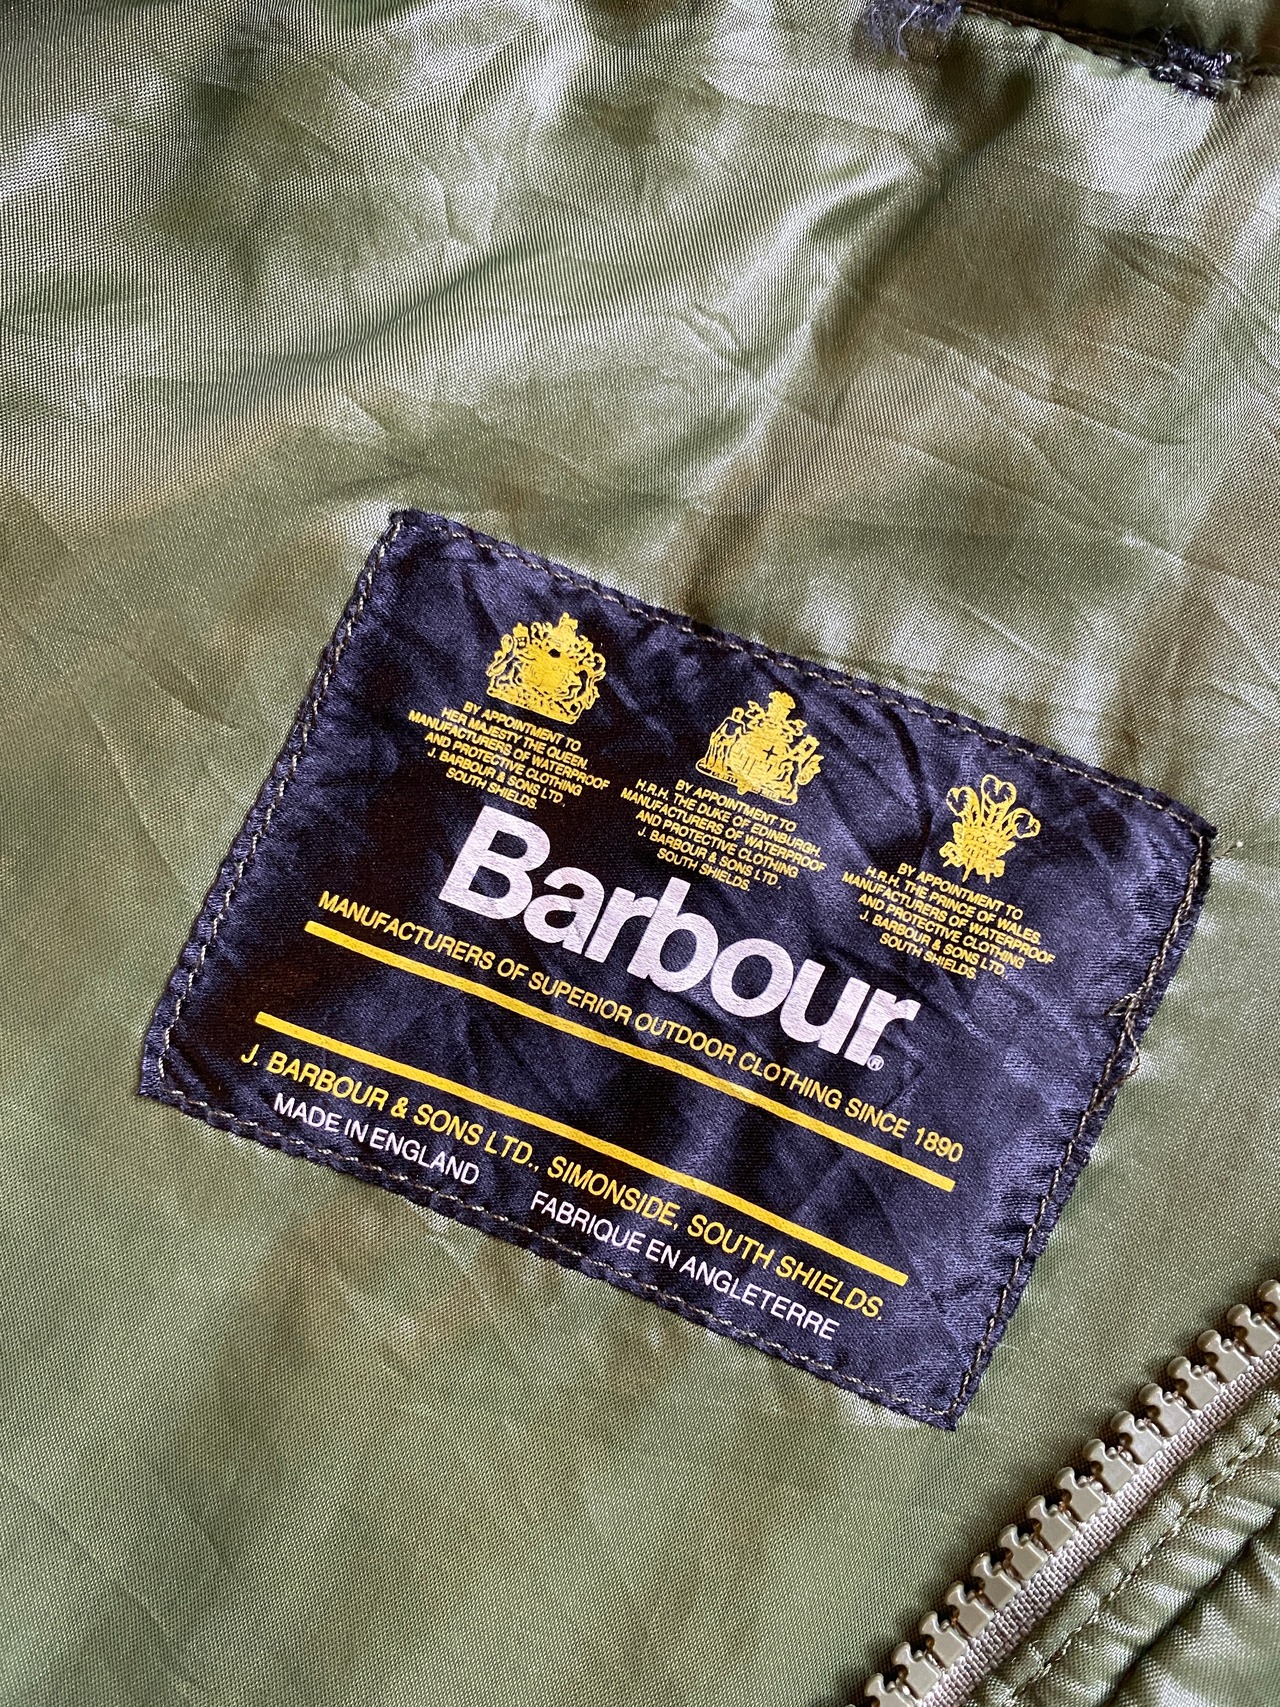 BY APPOINTMENT TO
HER MAJESTY THE QUEEN.
MANUFACTURERS OF WATERPROOF
AND PROTECTIVE CLOTHING
J. BARBOUR & SONS LTD,
SOUTH SHIELDS.
BY APPOINTMENT TO
H.R.H. THE DUKE OF EDINBURGH.
MANUFACTURERS OF WATERPROOF
AND PROTECTIVE CLOTHING
J. BARBOUR & SONS LTD,
SOUTH SHIELDS.
BY APPOINTMENT TO
H.R.H. THE PRINCE OF WALES.
MANUFACTURERS OF WATERPROOF
AND PROTECTIVE CLOTHING
J. BARBOUR & SONS LTD.,
SOUTH SHIELDS.
Barbour®
MANUFACTURERS OF SUPERIOR OUTDOOR CLOTHING SINCE 1890
J. BARBOUR & SONS LTD., SIMONSIDE, SOUTH SHIELDS.
MADE IN ENGLAND FABRIQUE EN ANGLETERRE